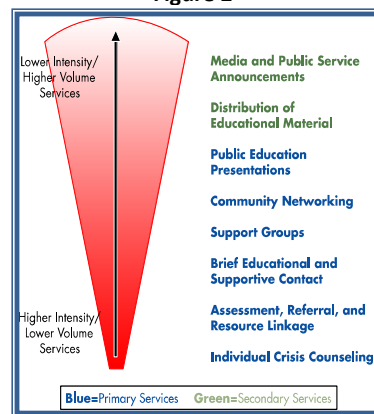 Lower Intensity/
Higher Volume
Services
Media and Public Service
Announcements
Distribution of
Educational Material
Public Education
Presentations
Community Networking
Support Groups
Brief Educational and
Supportive Contact
Assessment, Referral, and
Resource Linkage
Individual Crisis Counseling
Higher Intensity/
Lower Volume
Services
Blue=Primary Services Green=Secondary Services